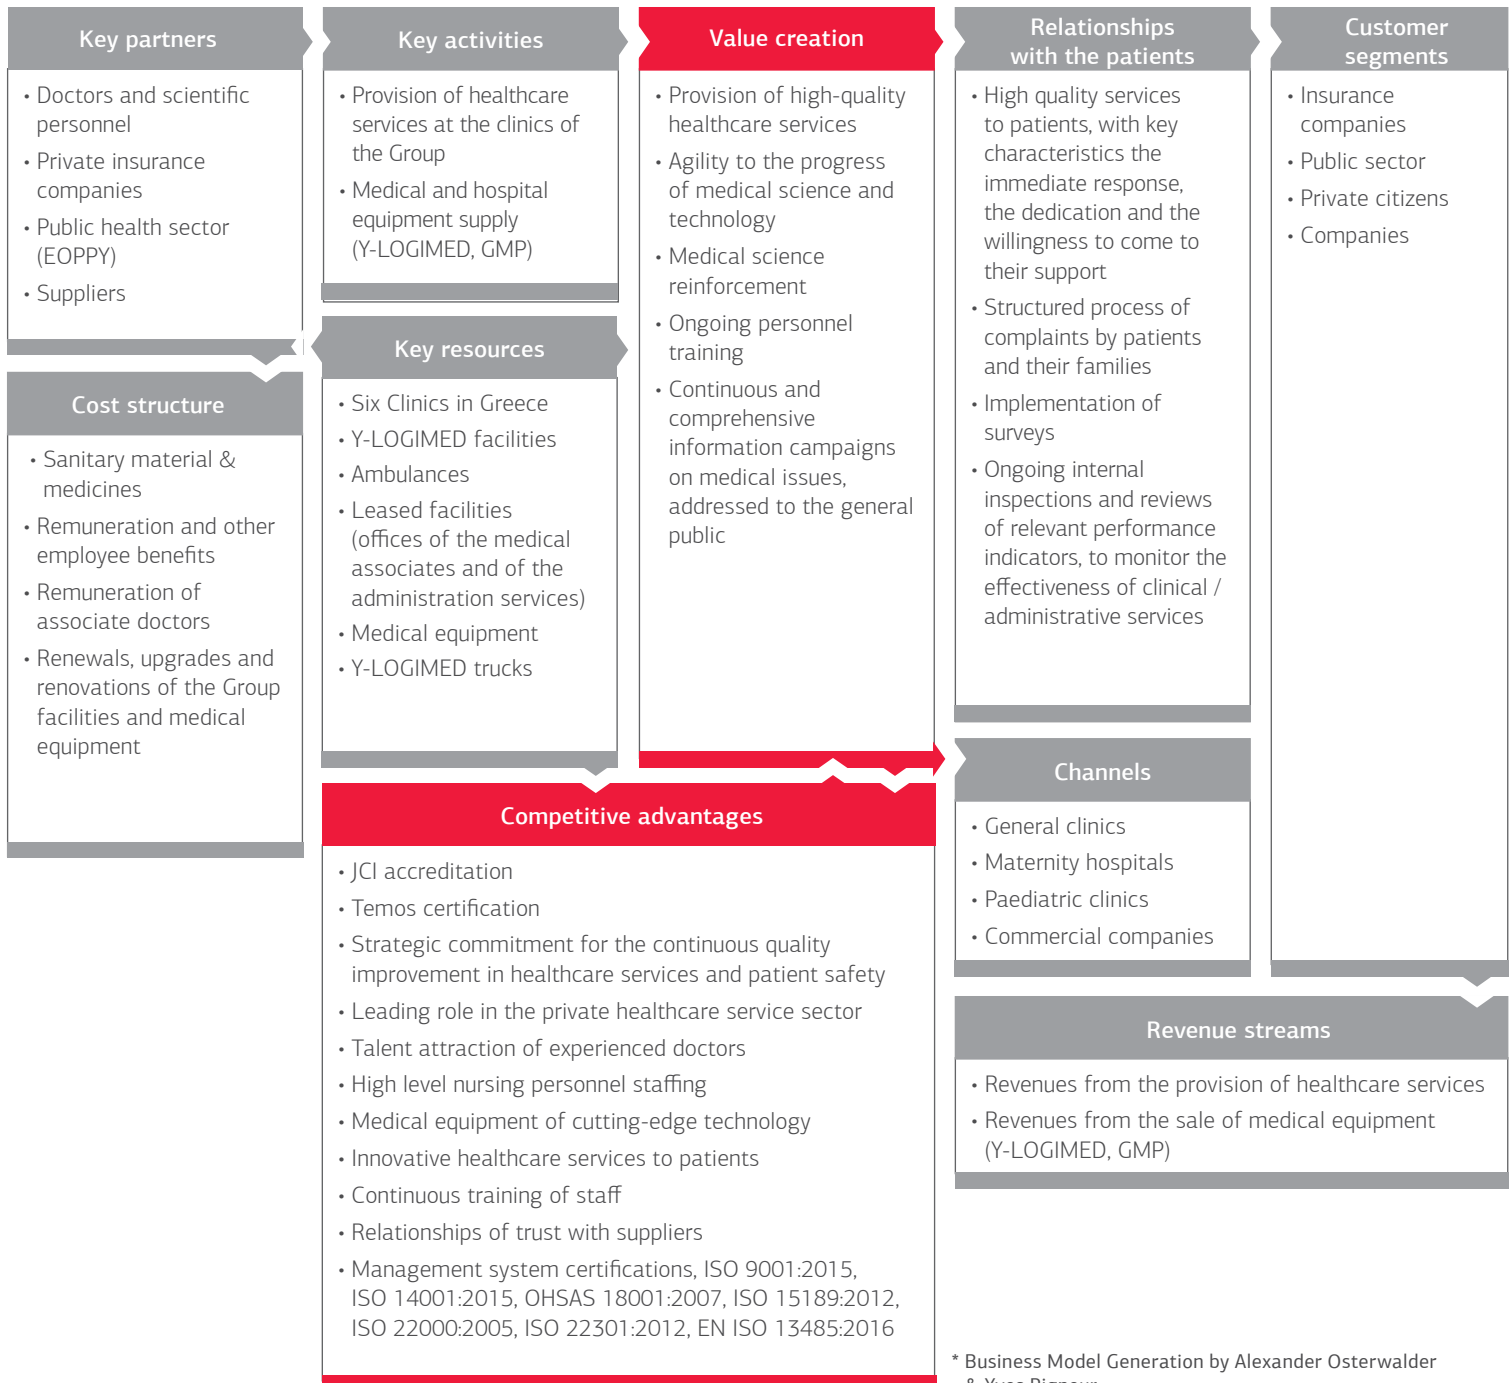 Key partners
• Doctors and scientific
personnel
• Private insurance
companies
• Public health sector
(EOPPY)
• Suppliers
Cost structure
• Sanitary material &
medicines
• Remuneration and other
employee benefits
• Remuneration of
associate doctors
• Renewals, upgrades and
renovations of the Group
facilities and medical
equipment
Key activities
• Provision of healthcare
services at the clinics of
the Group
• Medical and hospital
equipment supply
(Y-LOGIMED, GMP)
Key resources
• Six Clinics in Greece
• Y-LOGIMED facilities
• Ambulances
• Leased facilities
(offices of the medical
associates and of the
administration services)
• Medical equipment
• Y-LOGIMED trucks
Value creation
• Provision of high-quality
healthcare services
• Agility to the progress
of medical science and
technology
• Medical science
reinforcement
• Ongoing personnel
training
• Continuous and
comprehensive
information campaigns
on medical issues,
addressed to the general
public
Competitive advantages
• JCI accreditation
• Temos certification
• Strategic commitment for the continuous quality
improvement in healthcare services and patient safety
• Leading role in the private healthcare service sector
• Talent attraction of experienced doctors
• High level nursing personnel staffing
• Medical equipment of cutting-edge technology
• Innovative healthcare services to patients
• Continuous training of staff
• Relationships of trust with suppliers
• Management system certifications, ISO 9001:2015,
ISO 14001:2015, OHSAS 18001:2007, ISO 15189:2012,
ISO 22000:2005, ISO 22301:2012, EN ISO 13485:2016
Relationships
with the patients
• High quality services
to patients, with key
characteristics the
immediate response,
the dedication and the
willingness to come to
their support
• Structured process of
complaints by patients
and their families
• Implementation of
surveys
• Ongoing internal
inspections and reviews
of relevant performance
indicators, to monitor the
effectiveness of clinical /
administrative services
Channels
• General clinics
• Maternity hospitals
• Paediatric clinics
• Commercial companies
Customer
segments
• Insurance
companies
• Public sector
• Private citizens
• Companies
Revenue streams
• Revenues from the provision of healthcare services
• Revenues from the sale of medical equipment
(Y-LOGIMED, GMP)
* Business Model Generation by Alexander Osterwalder
& Yves